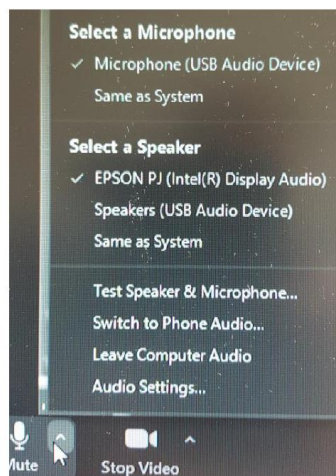 Select a Microphone
✓ Microphone (USB Audio Device)
Same as System
Select a Speaker
✓ EPSON PJ (Intel(R) Display Audio)
Speakers (USB Audio Device)
Same as System
Test Speaker & Microphone...
Switch to Phone Audio...
Leave Computer Audio
Audio Settings...
Mute
Stop Video